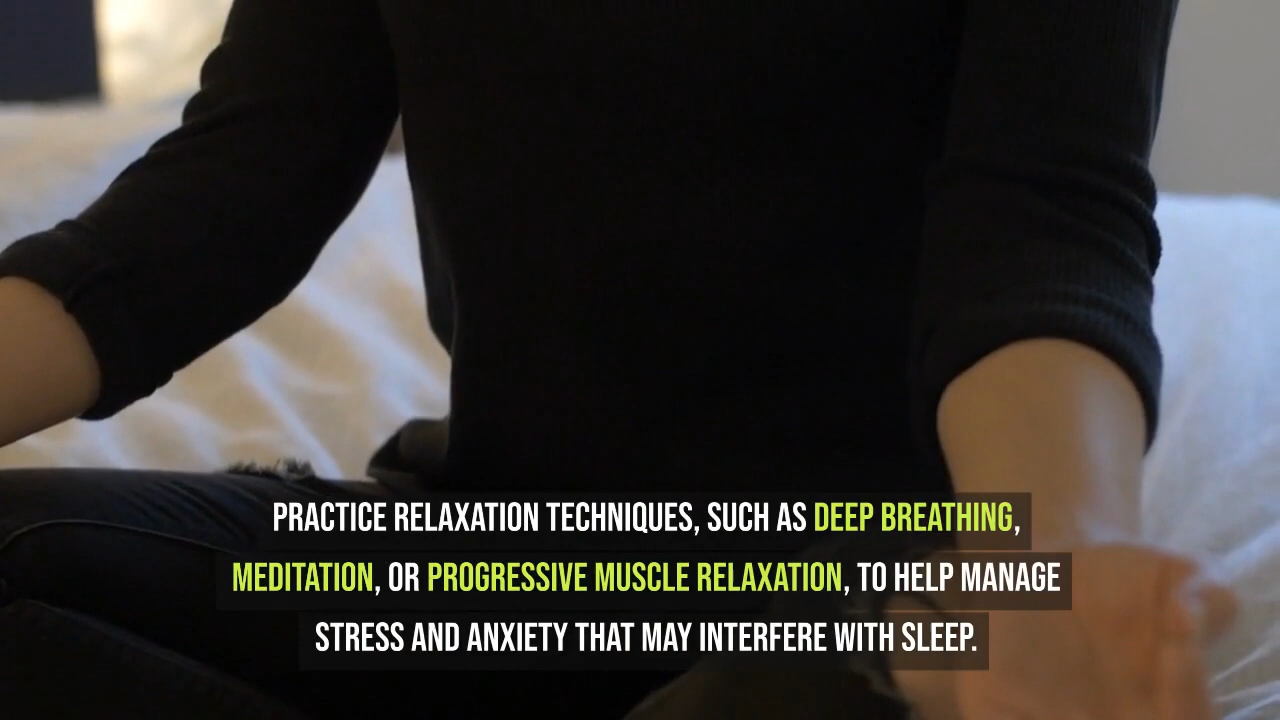 PRACTICE RELAXATION TECHNIQUES, SUCH AS DEEP BREATHING,
MEDITATION, OR PROGRESSIVE MUSCLE RELAXATION, TO HELP MANAGE
STRESS AND ANXIETY THAT MAY INTERFERE WITH SLEEP.